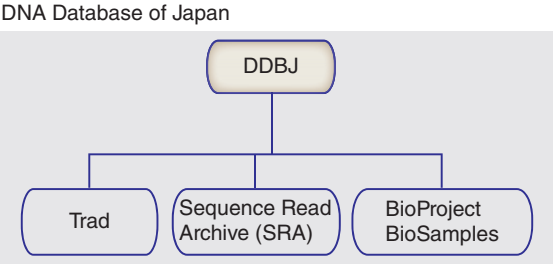 DNA Database of Japan
DDBJ
Trad
Sequence Read
Archive (SRA)
BioProject
BioSamples